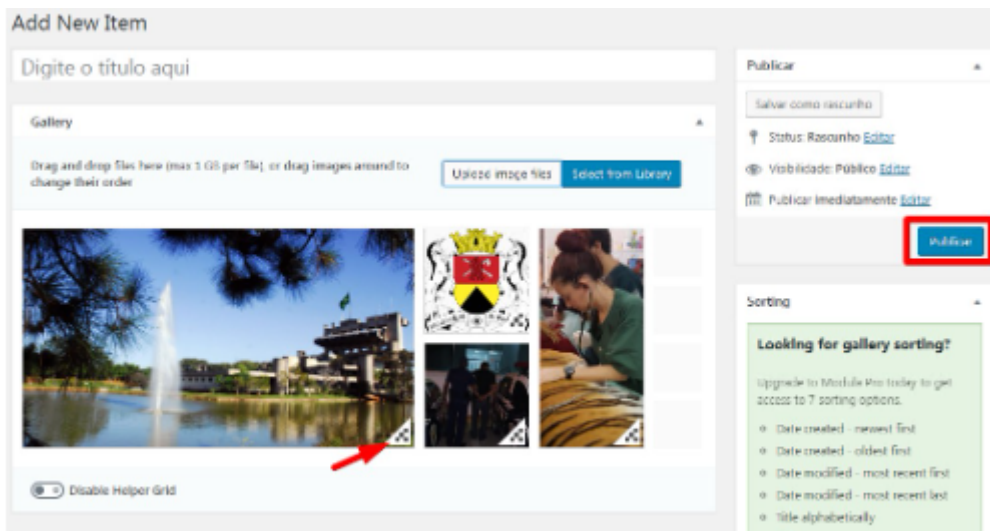 Add New Item
Digite o título aqui
Gallery
Drag and drop files here (max 1 GB per file), or drag images around to
change their order
Upload image files
Select from Library
Disable Helper Grid
Publicar
Salvar como rascunho
Status: Rascunho Editar
Visibilidade: Público Editar
Publicar imediatamente Editar
Publicar
Sorting
Looking for gallery sorting?
Upgrade to Modula Pro today to get
access to 7 sorting options.
Date created - newest first
Date created - oldest first
Date modified - most recent first
Date modified - most recent last
Title alphabetically